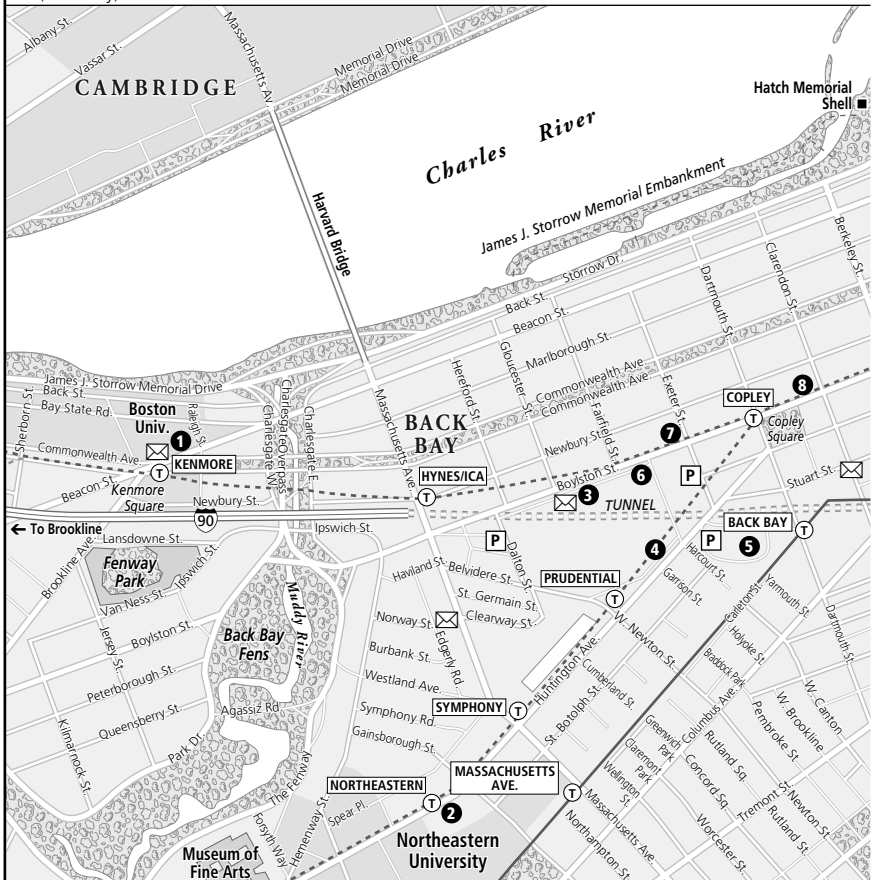 Albany St.
Vassar St.
Massachusetts Av.
Memorial Drive
Memorial Drive
CAMBRIDGE
Hatch Memorial
Shell
Charles River
Harvard Bridge
James J. Storrow Memorial Embankment
Storrow Dr.
Back St.
Beacon St.
Marlborough St.
Commonwealth Ave.
Commonwealth Ave.
Berkeley St.
Clarendon St.
Dartmouth St.
Exeter St.
Fairfield St.
Gloucester St.
Hereford St.
Massachusetts Ave.
James J. Storrow Memorial Drive
Back St.
Bay State Rd.
Sherborn St.
Boston
Univ.
Raleigh St.
Charlesgate W.
Charlesgate Overpass
Charlesgate E.
BACK
BAY
Newbury St.
Boylston St.
COPLEY
Copley
Square
8
7
6
3
1
P
Stuart St.
Commonwealth Ave.
T
KENMORE
Beacon St.
Kenmore
Square
Newbury St.
90
HYNES/ICA
T
TUNNEL
BACK BAY
T
T
To Brookline
Lansdowne St.
Ipswich St.
Ipswich St.
Brookline Ave.
Fenway
Park
Van Ness St.
Jersey St.
Boylston St.
Peterborough St.
Queensberry St.
Kilmarnock St.
Park Dr.
Muddy River
Back Bay
Fens
Agassiz Rd
The Fenway
P
Dalton St.
Haviland St.
Belvidere St.
St. Germain St.
Clearway St.
Norway St.
Edgerly Rd.
Burbank St.
Westland Ave.
Symphony Rd.
Gainsborough St.
PRUDENTIAL
T
4
P
5
Harcourt St.
Garrison St.
W. Newton St.
Huntington Ave.
Cumberland St.
St. Botolph St.
Yarmouth St.
Holyoke St.
Columbus Ave.
Dartmouth St.
W. Canton
W. Brookline
Pembroke St.
Greenwich
Park
Claremont
Park
Wellington
St.
Rutland Sq.
Concord Sq.
Worcester St.
Tremont St.
Newton St.
Rutland St.
SYMPHONY
T
MASSACHUSETTS
AVE.
T
Massachusetts Ave.
Northampton St.
NORTHEASTERN
T
2
Spear Pl.
Hemenway St.
Forsyth Way
Northeastern
University
Museum of
Fine Arts